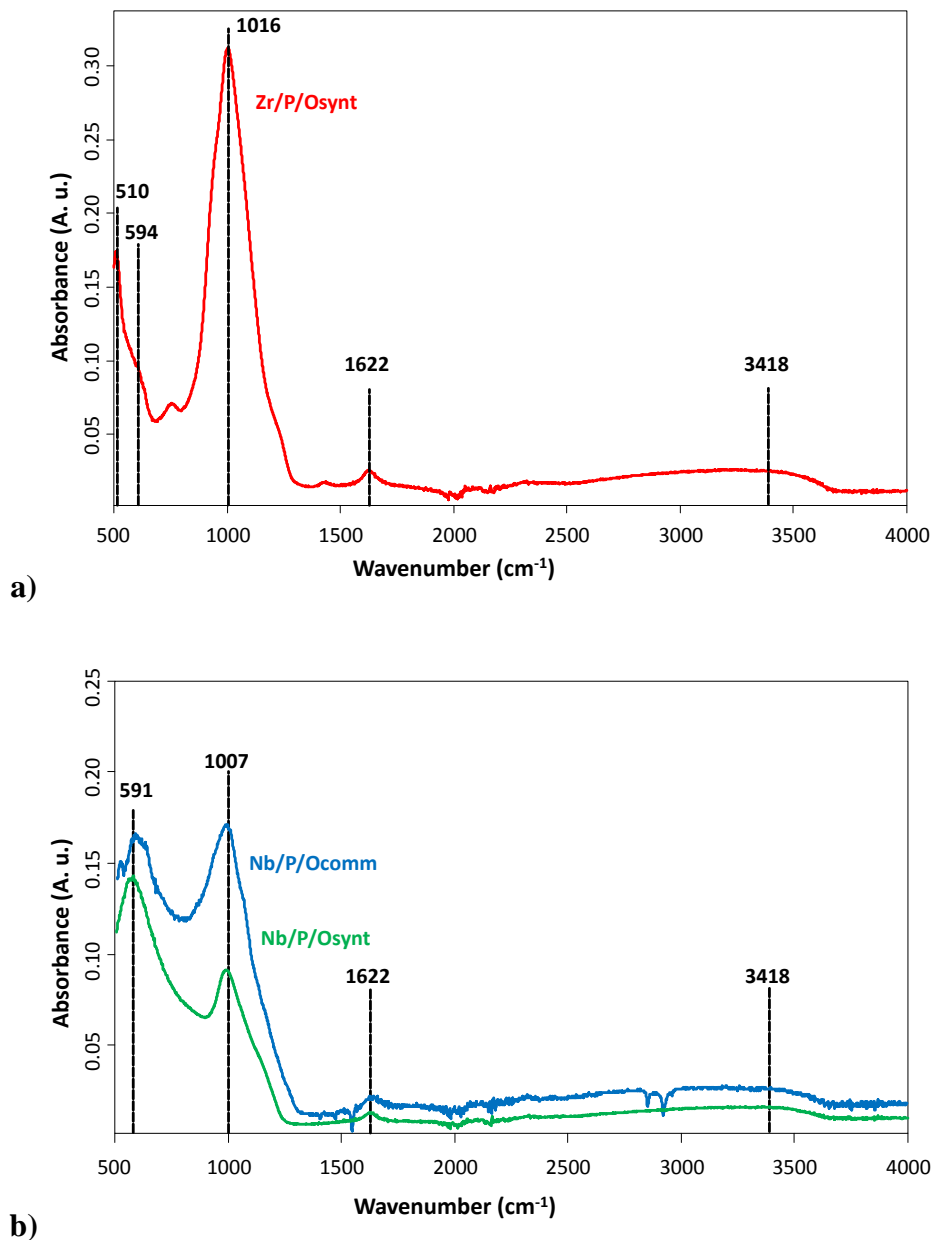 1016
Zr/P/Osynt
510
594
1622
3418
Absorbance (A. u.)
0.30
0.25
0.20
0.15
0.10
0.05
500 1000 1500 2000 2500 3000 3500 4000
Wavenumber (cm-1)
a)
591
1007
Nb/P/Ocomm
Nb/P/Osynt
1622
3418
Absorbance (A. u.)
0.25
0.20
0.15
0.10
0.05
500 1000 1500 2000 2500 3000 3500 4000
Wavenumber (cm-1)
b)